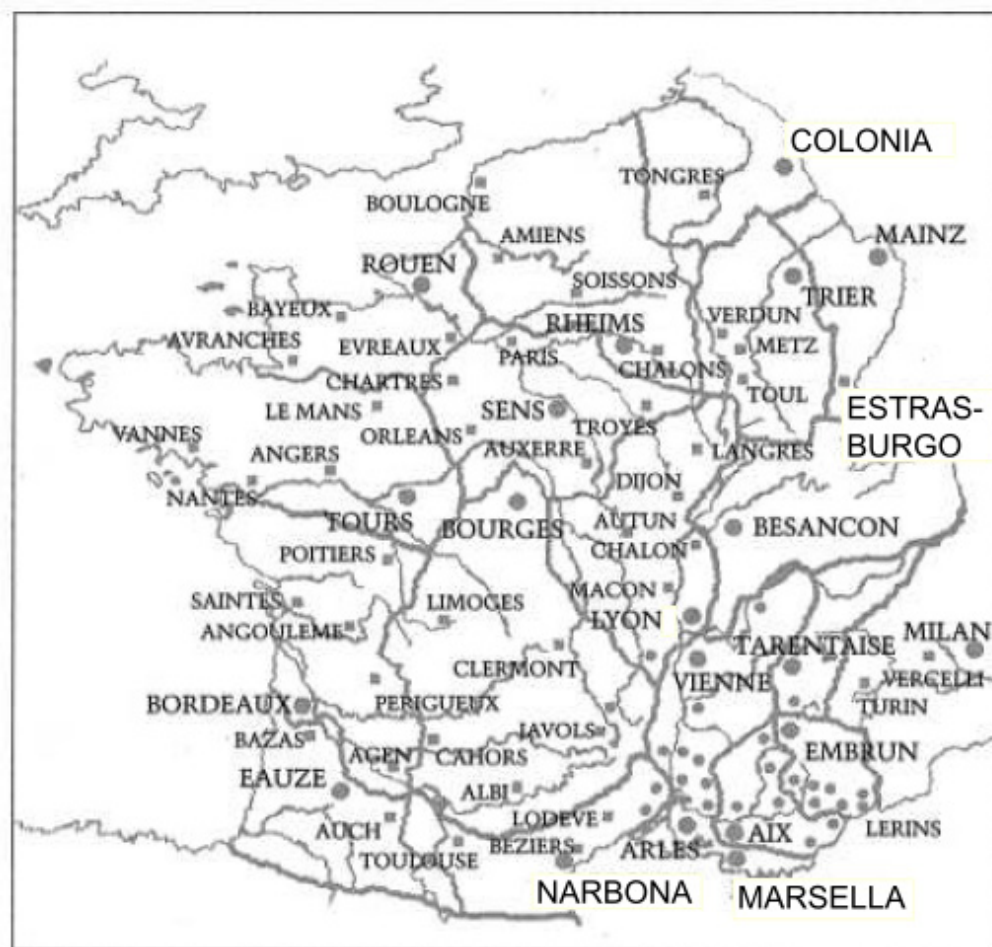 COLONIA
TONGRES
BOULOGNE
MAINZ
AMIENS
ROUEN
SOISSONS
TRIER
BAYEUX
VERDUN
RHEIMS
AVRANCHES
EVREAUX
PARIS
METZ
CHALONS
CHARTRES
TOUL
LE MANS
SENS
ESTRAS-
BURGO
TROYES
VANNES
ORLEANS
AUXERRE
LANGRES
ANGERS
DIJON
NANTES
TOURS
BOURGES
AUTUN
BESANCON
POITIERS
CHALON
MACON
SAINTES
LIMOGES
LYON
ANGOULEME
TARENTAISE
MILAN
CLERMONT
VIENNE
VERCELLI
BORDEAUX
PERIGUEUX
TURIN
BAZAS
JAVOLS
AGEN
CAHORS
EMBRUN
EAUZE
ALBI
AUCH
LODEVE
LERINS
TOULOUSE
BEZIERS
ARLES
AIX
NARBONA
MARSELLA